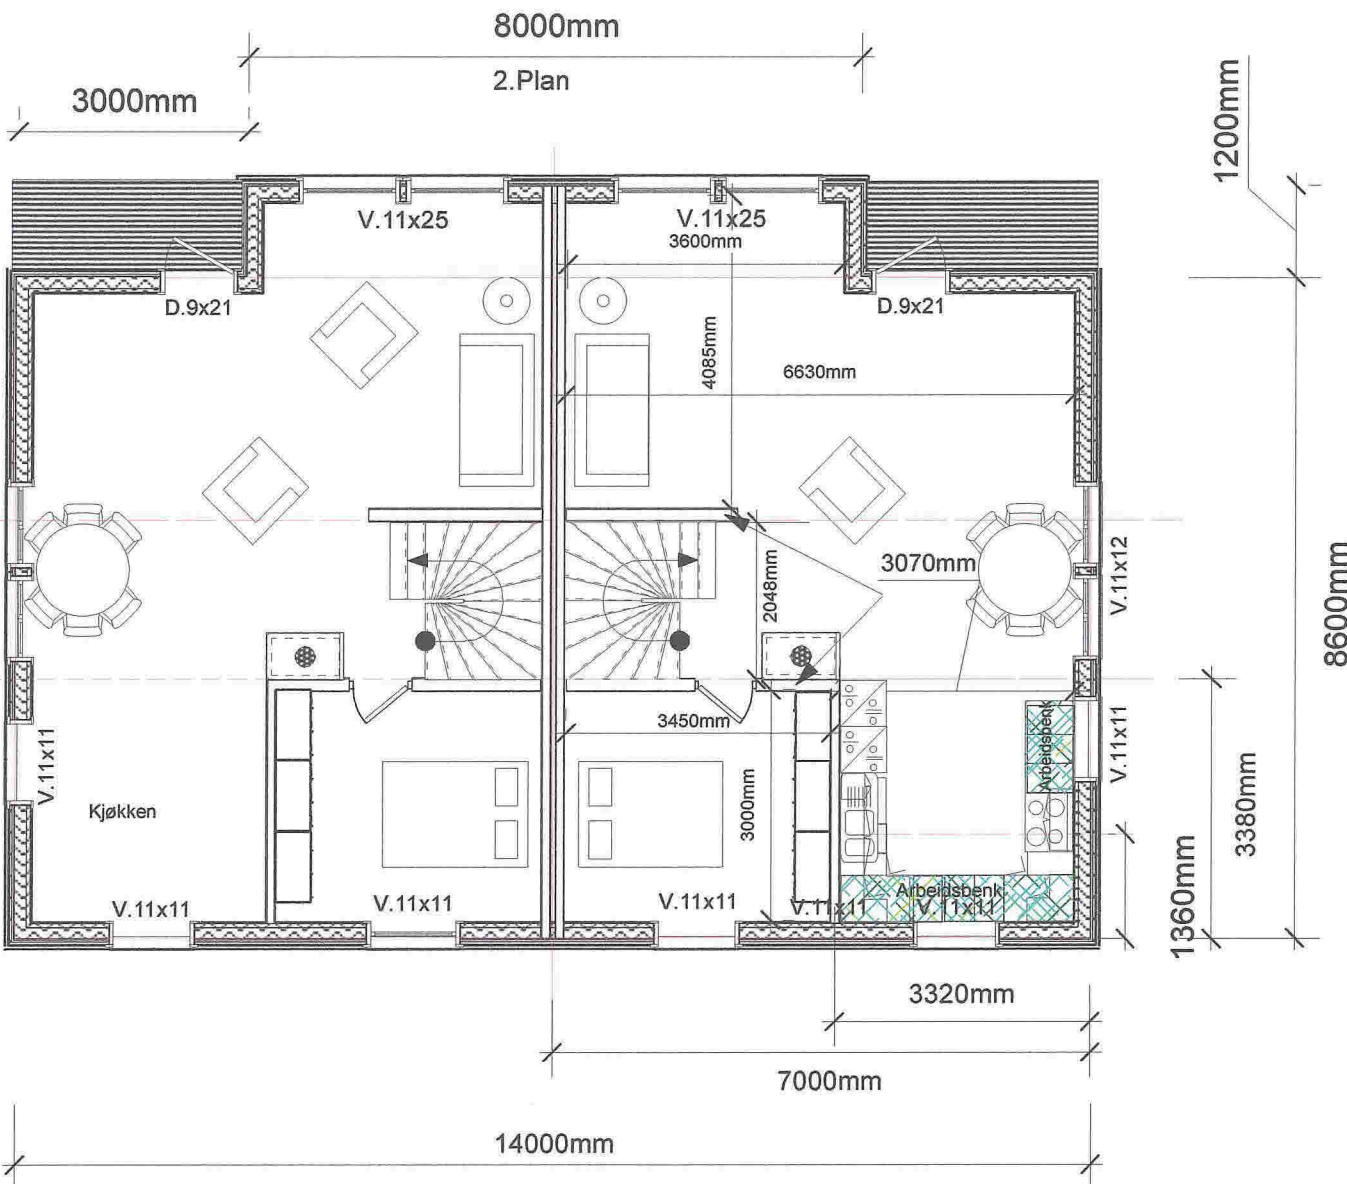 8000mm
2.Plan
3000mm
1200mm
V.11x25
V.11x25
3600mm
D.9x21
D.9x21
4085mm
6630mm
3070mm
2048mm
V.11x12
8600mm
3450mm
V.11x11
Arbeidsbenk
V.11x11
Kjøkken
3000mm
3380mm
1360mm
Arbeidsbenk
V.11x11
V.11x11
V.11x11
V.11x11
V.11x11
3320mm
7000mm
14000mm